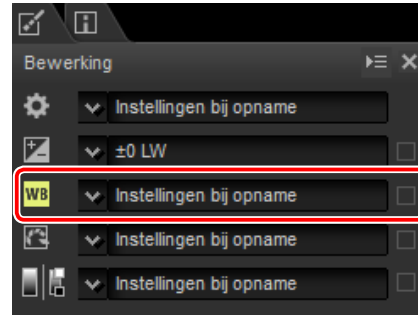 Bewerking
Instellingen bij opname
±0 LW
WB Instellingen bij opname
Instellingen bij opname
Instellingen bij opname